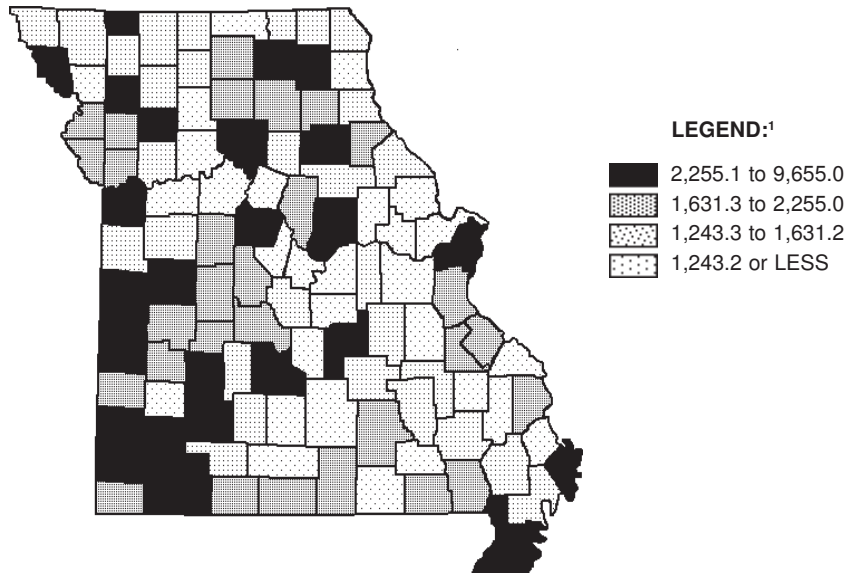 LEGEND:¹
2,255.1 to 9,655.0
1,631.3 to 2,255.0
1,243.3 to 1,631.2
1,243.2 or LESS